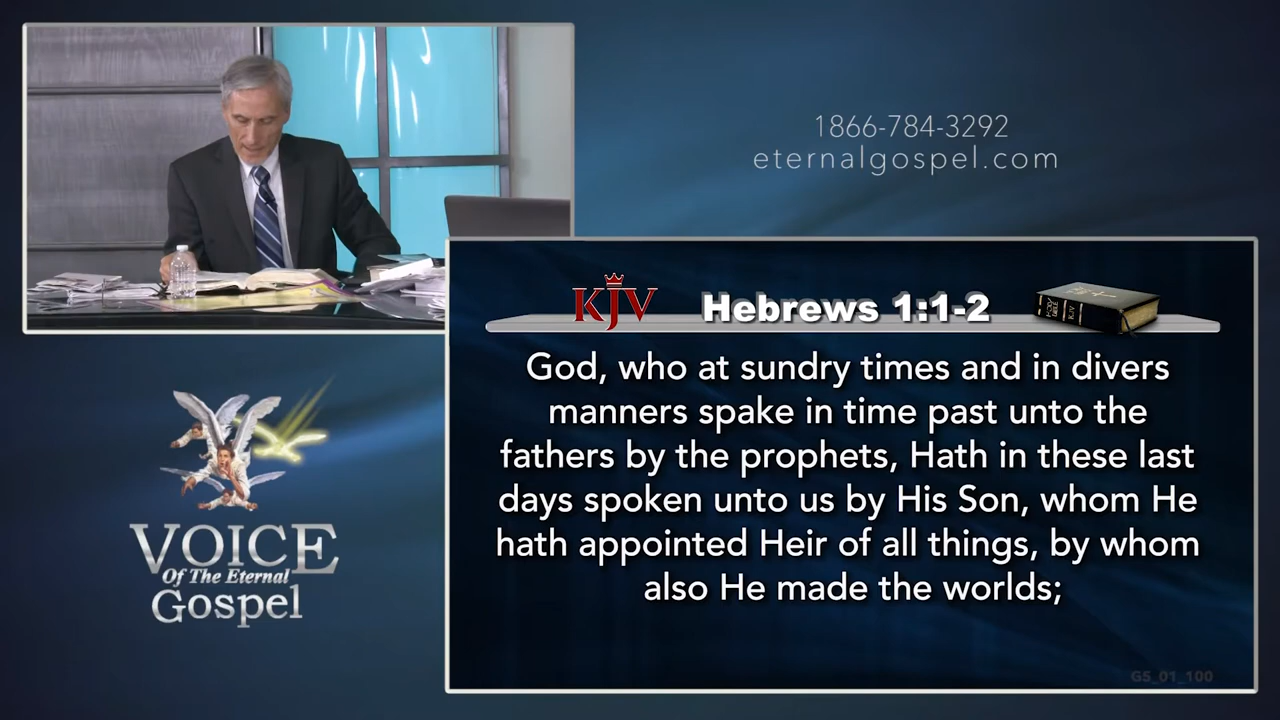 1866-784-3292
eternalgospel.com
KJV
Hebrews 1:1-2
God, who at sundry times and in divers
manners spake in time past unto the
fathers by the prophets, Hath in these last
days spoken unto us by His Son, whom He
hath appointed Heir of all things, by whom
also He made the worlds;
VOICE
Of The Eternal
Gospel
GS_01_100